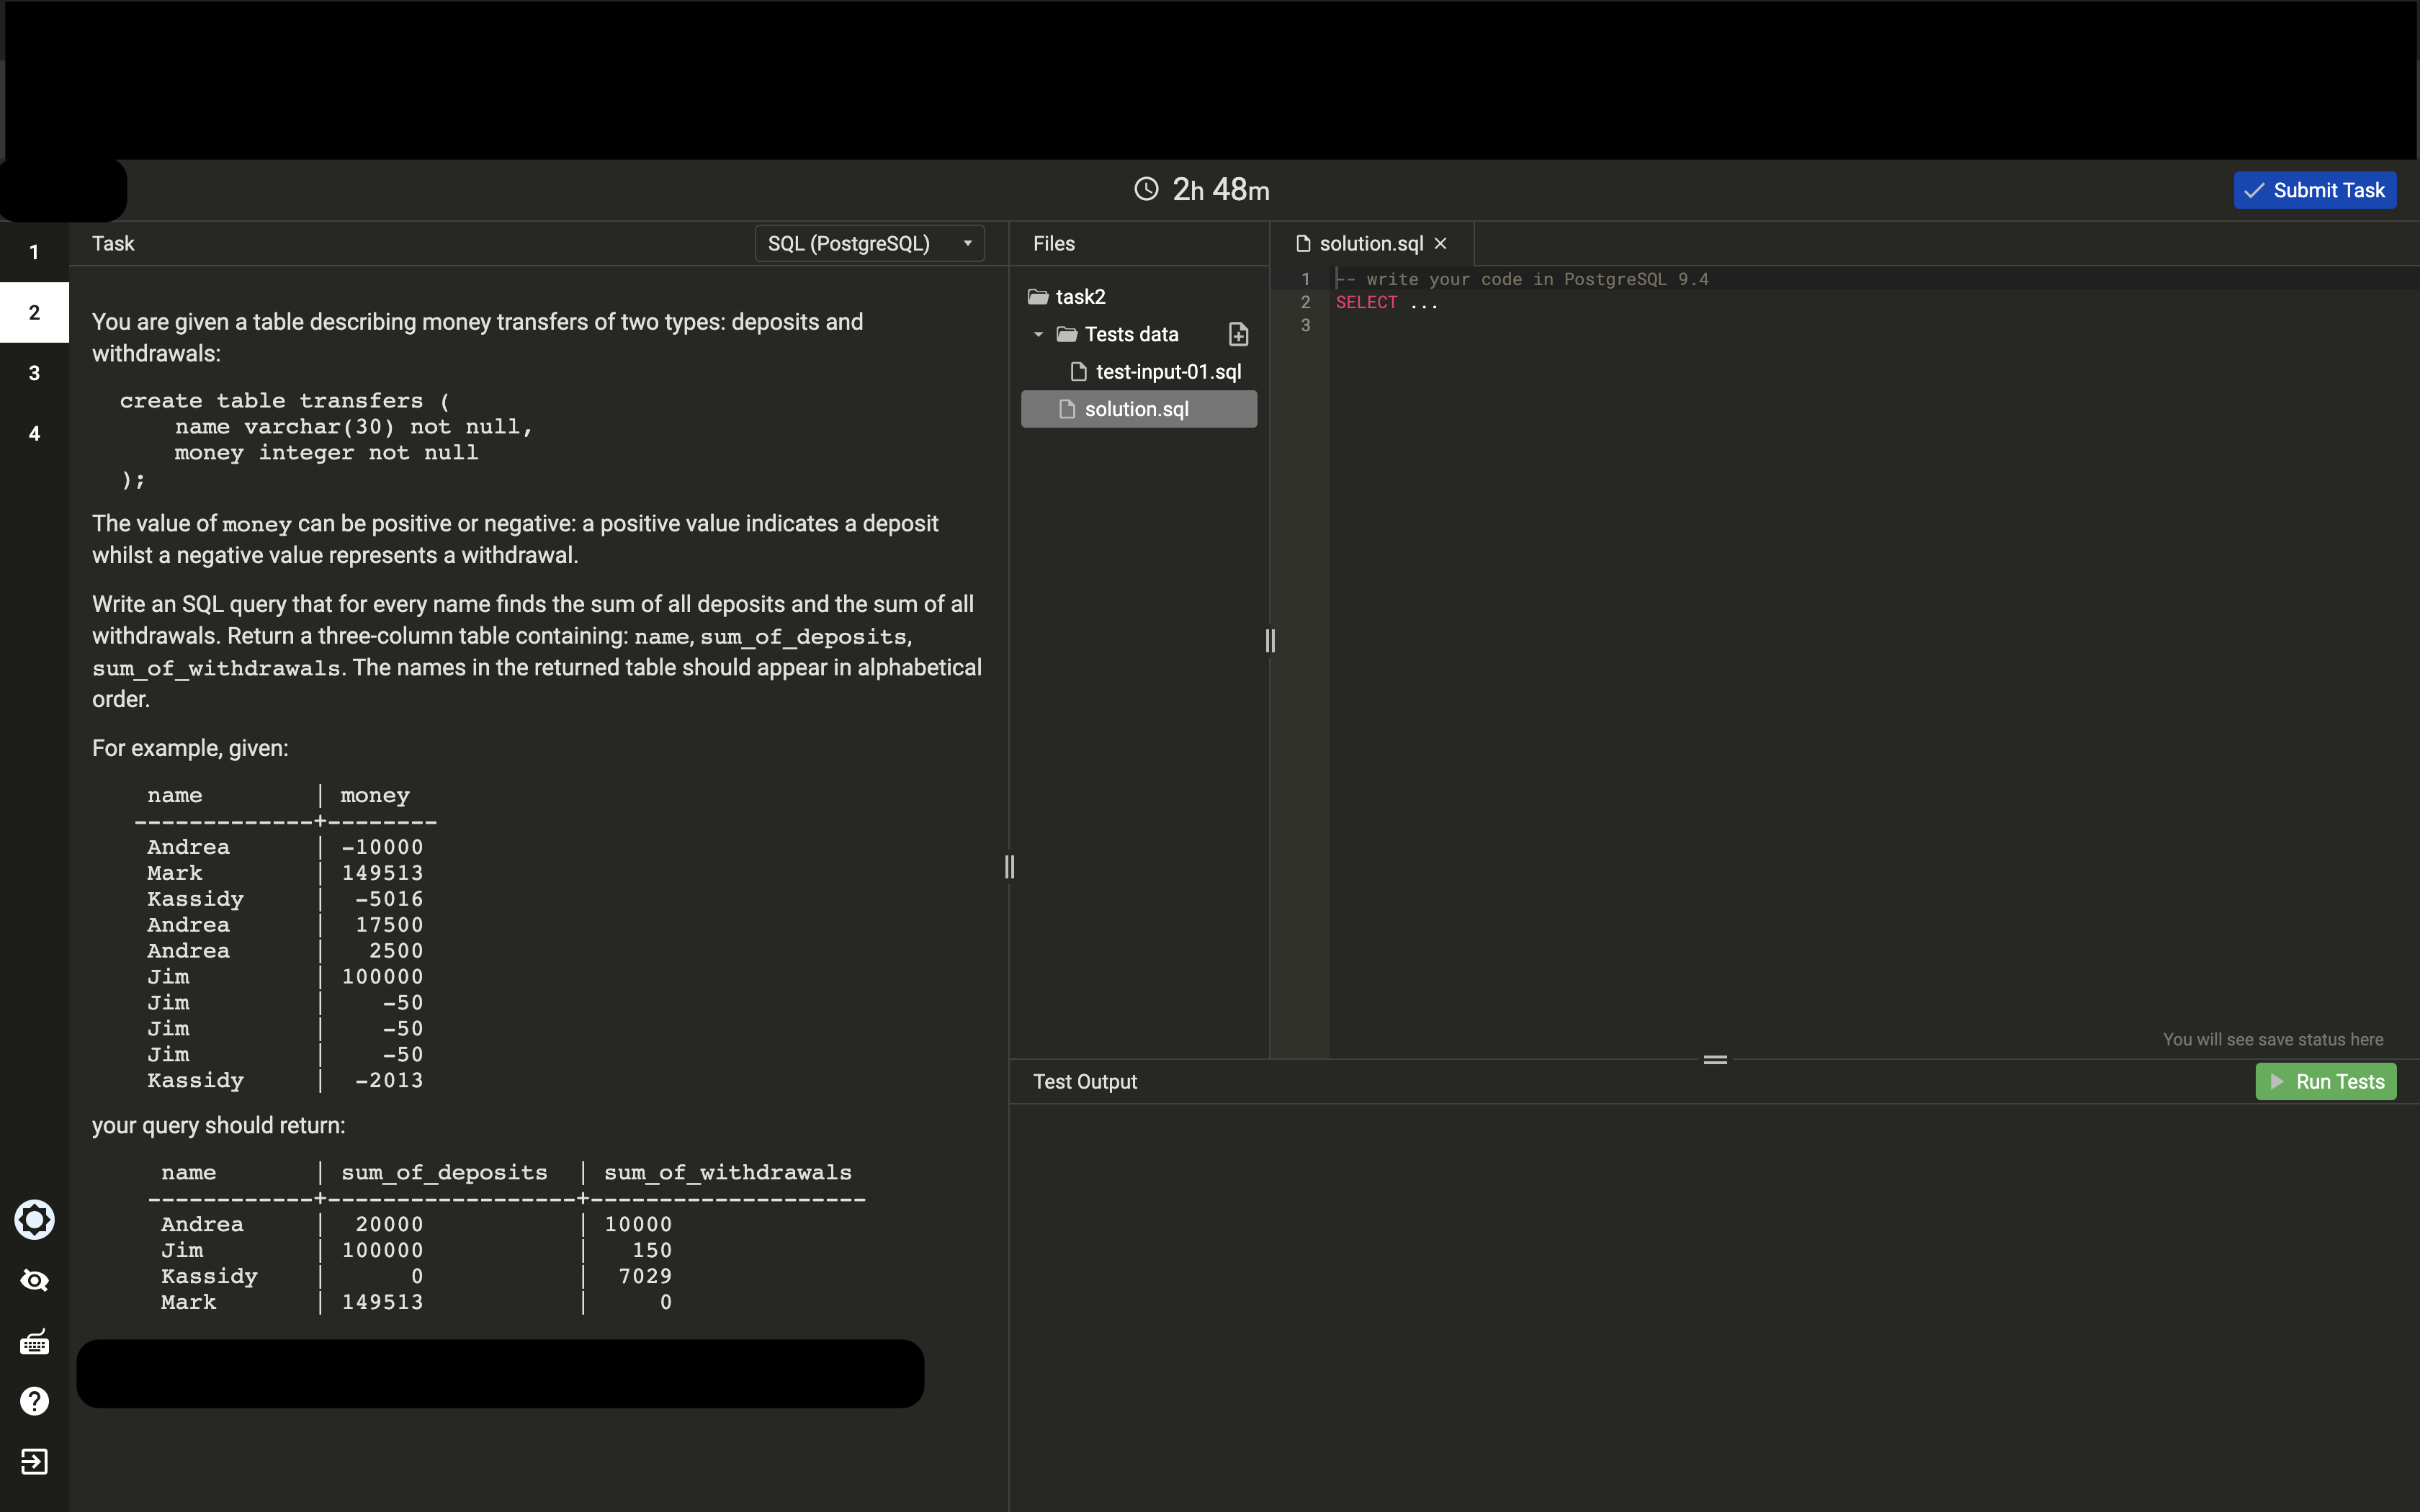 2h 48m
Submit Task
1
2
3
4
Task
SQL (PostgreSQL)
You are given a table describing money transfers of two types: deposits and
withdrawals:
create table transfers (
name varchar(30) not null,
money integer not null
);
The value of money can be positive or negative: a positive value indicates a deposit
whilst a negative value represents a withdrawal.
Write an SQL query that for every name finds the sum of all deposits and the sum of all
withdrawals. Return a three-column table containing: name, sum_of_deposits,
sum_of_withdrawals. The names in the returned table should appear in alphabetical
order.
For example, given:
name | money
-------------+--------
Andrea | -10000
Mark | 149513
Kassidy | -5016
Andrea | 17500
Andrea | 2500
Jim | 100000
Jim | -50
Jim | -50
Jim | -50
Kassidy | -2013
your query should return:
name | sum_of_deposits | sum_of_withdrawals
------------+------------------+--------------------
Andrea | 20000 | 10000
Jim | 100000 | 150
Kassidy | 0 | 7029
Mark | 149513 | 0
Files
task2
Tests data
test-input-01.sql
solution.sql
solution.sql ×
1 -- write your code in PostgreSQL 9.4
2 SELECT ...
3
You will see save status here
Test Output
Run Tests